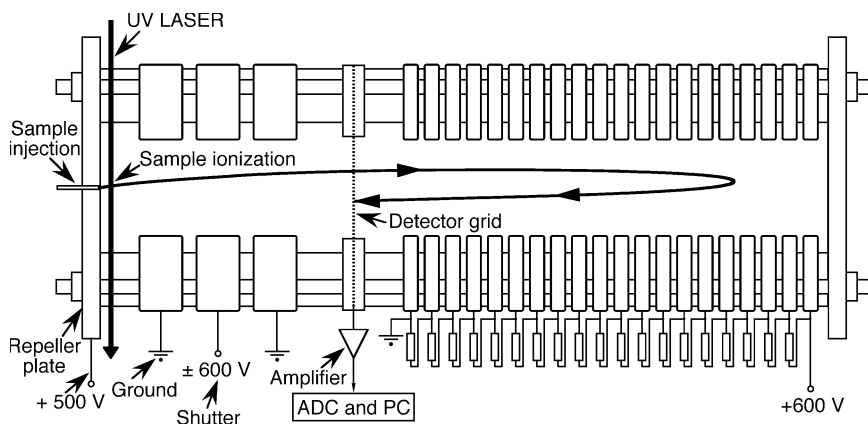 UV LASER
Sample
injection
Sample ionization
Detector grid
Repeller
plate
+ 500 V
Ground
± 600 V
Shutter
Amplifier
ADC and PC
+600 V